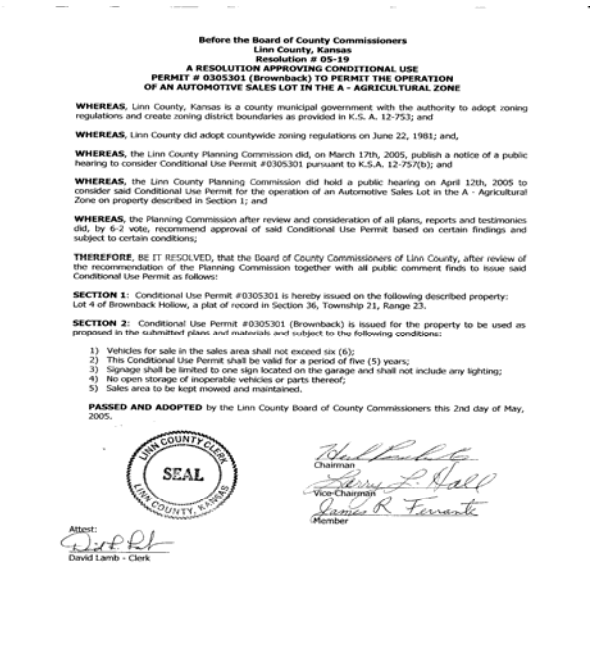 Before the Board of County Commissioners
Linn County, Kansas
Resolution # 05-19
A RESOLUTION APPROVING CONDITIONAL USE
PERMIT # 0305301 (Brownback) TO PERMIT THE OPERATION
OF AN AUTOMOTIVE SALES LOT IN THE A - AGRICULTURAL ZONE
WHEREAS, Linn County, Kansas is a county municipal government with the authority to adopt zoning
regulations and create zoning district boundaries as provided in K.S. A. 12-753; and
WHEREAS, Linn County did adopt countywide zoning regulations on June 22, 1981; and,
WHEREAS, the Linn County Planning Commission did, on March 17th, 2005, publish a notice of a public
hearing to consider Conditional Use Permit #0305301 pursuant to K.S.A. 12-757(b); and
WHEREAS, the Linn County Planning Commission did hold a public hearing on April 12th, 2005 to
consider said Conditional Use Permit for the operation of an Automotive Sales Lot in the A - Agricultural
Zone on property described in Section 1; and
WHEREAS, the Planning Commission after review and consideration of all plans, reports and testimonies
did, by 6-2 vote, recommend approval of said Conditional Use Permit based on certain findings and
subject to certain conditions;
THEREFORE, BE IT RESOLVED, that the Board of County Commissioners of Linn County, after review of
the recommendation of the Planning Commission together with all public comment finds to issue said
Conditional Use Permit as follows:
SECTION 1: Conditional Use Permit #0305301 is hereby issued on the following described property:
Lot 4 of Brownback Hollow, a plat of record in Section 36, Township 21, Range 23.
SECTION 2: Conditional Use Permit #0305301 (Brownback) is issued for the property to be used as
proposed in the submitted plans and materials and subject to the following conditions:
1) Vehicles for sale in the sales area shall not exceed six (6);
2) This Conditional Use Permit shall be valid for a period of five (5) years;
3) Signage shall be limited to one sign located on the garage and shall not include any lighting;
4) No open storage of inoperable vehicles or parts thereof;
5) Sales area to be kept mowed and maintained.
PASSED AND ADOPTED by the Linn County Board of County Commissioners this 2nd day of May,
2005.
LINN COUNTY CLERK
SEAL
LINN COUNTY, KANSAS
Chairman
Larry L. Hall
Vice-Chairman
James R Ferrante
Member
Attest:
David Lamb - Clerk